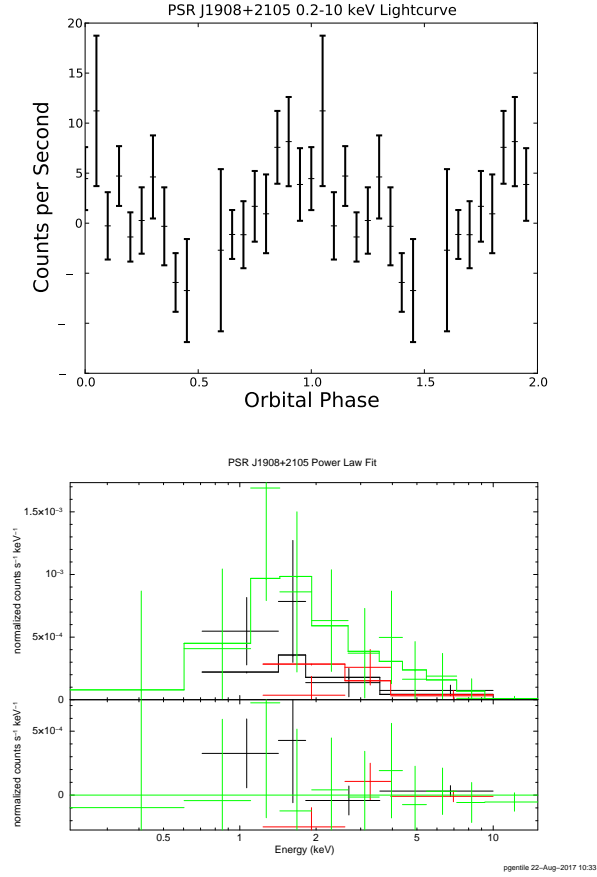 PSR J1908+2105 0.2-10 keV Lightcurve
20
15
10
5
0
−
−
−
Counts per Second
0.0 0.5 1.0 1.5 2.0
Orbital Phase
PSR J1908+2105 Power Law Fit
1.5×10⁻³
10⁻³
5×10⁻⁴
0
normalized counts s⁻¹ keV⁻¹
5×10⁻⁴
0
normalized counts s⁻¹ keV⁻¹
0.5 1 2 5 10
Energy (keV)
pgentile 22−Aug−2017 10:33